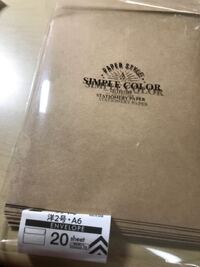 PAPER STYLE
SIMPLE COLOR
STATIONERY PAPER
洋2号・A6
ENVELOPE
20 sheet